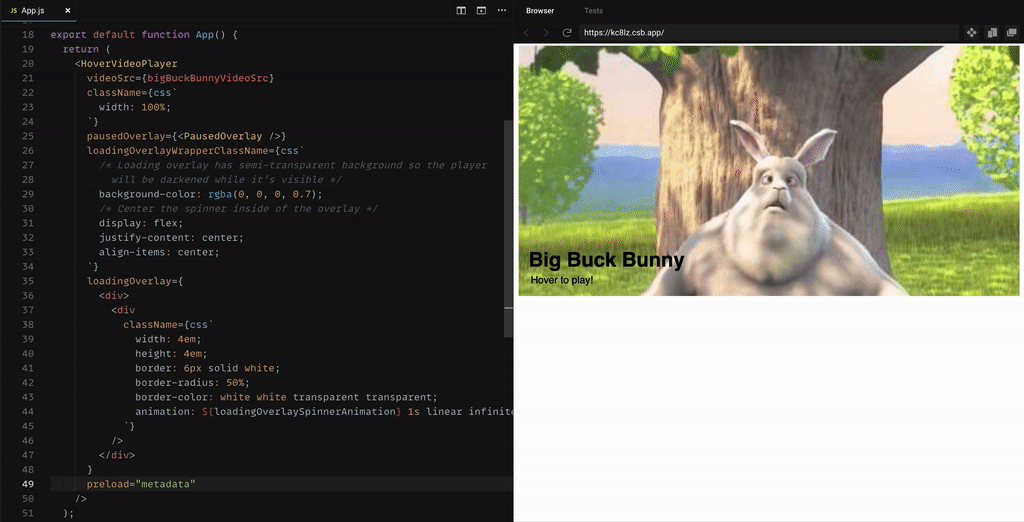 JS App.js ×
Browser Tests
https://kc8lz.csb.app/
18 export default function App() {
19 return (
20 <HoverVideoPlayer
21 videoSrc={bigBuckBunnyVideoSrc}
22 className={css`
23 width: 100%;
24 `}
25 pausedOverlay={<PausedOverlay />}
26 loadingOverlayWrapperClassName={css`
27 /* Loading overlay has semi-transparent background so the player
28 will be darkened while it's visible */
29 background-color: rgba(0, 0, 0, 0.7);
30 /* Center the spinner inside of the overlay */
31 display: flex;
32 justify-content: center;
33 align-items: center;
34 `}
35 loadingOverlay={
36 <div>
37 <div
38 className={css`
39 width: 4em;
40 height: 4em;
41 border: 6px solid white;
42 border-radius: 50%;
43 border-color: white white transparent transparent;
44 animation: ${loadingOverlaySpinnerAnimation} 1s linear infinite
45 `}
46 />
47 </div>
48 }
49 preload="metadata"
50 />
51 );
Big Buck Bunny
Hover to play!